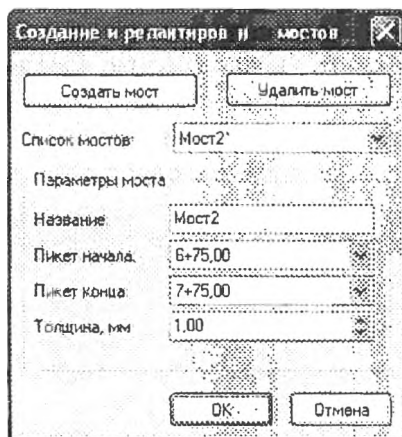 Создание и редактиров и мостов
Создать мост Удалить мост
Список мостов: Мост2
Параметры моста
Название: Мост2
Пикет начала: 6+75,00
Пикет конца: 7+75,00
Толщина, мм 1,00
OK Отмена